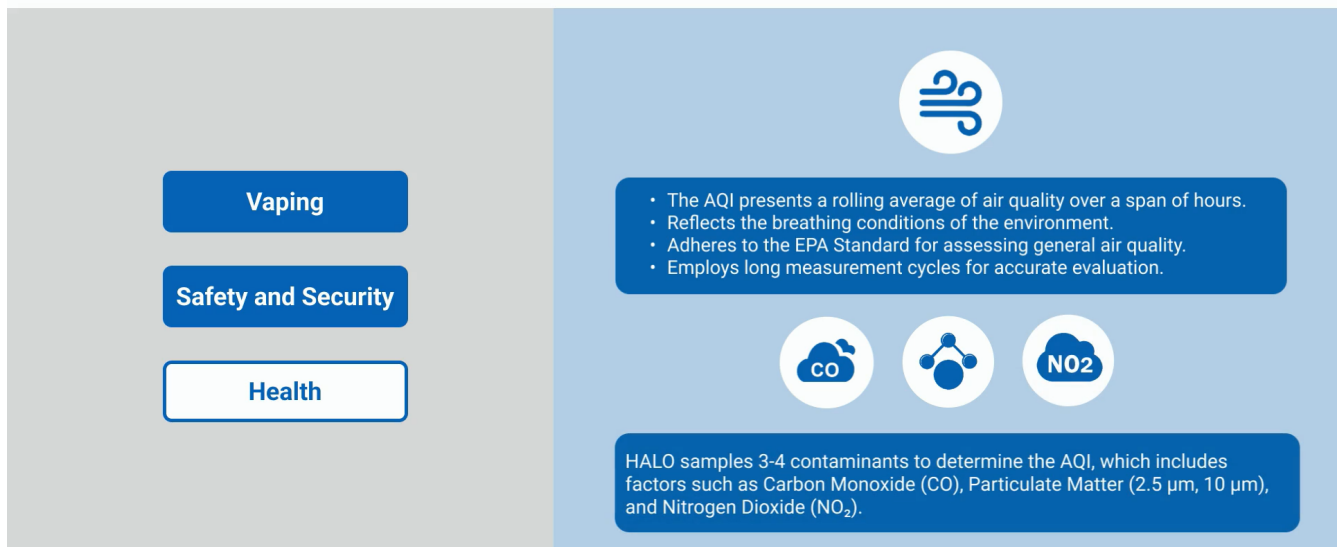 Vaping
Safety and Security
Health
• The AQI presents a rolling average of air quality over a span of hours.
• Reflects the breathing conditions of the environment.
• Adheres to the EPA Standard for assessing general air quality.
• Employs long measurement cycles for accurate evaluation.
CO
NO2
HALO samples 3-4 contaminants to determine the AQI, which includes
factors such as Carbon Monoxide (CO), Particulate Matter (2.5 µm, 10 µm),
and Nitrogen Dioxide (NO₂).